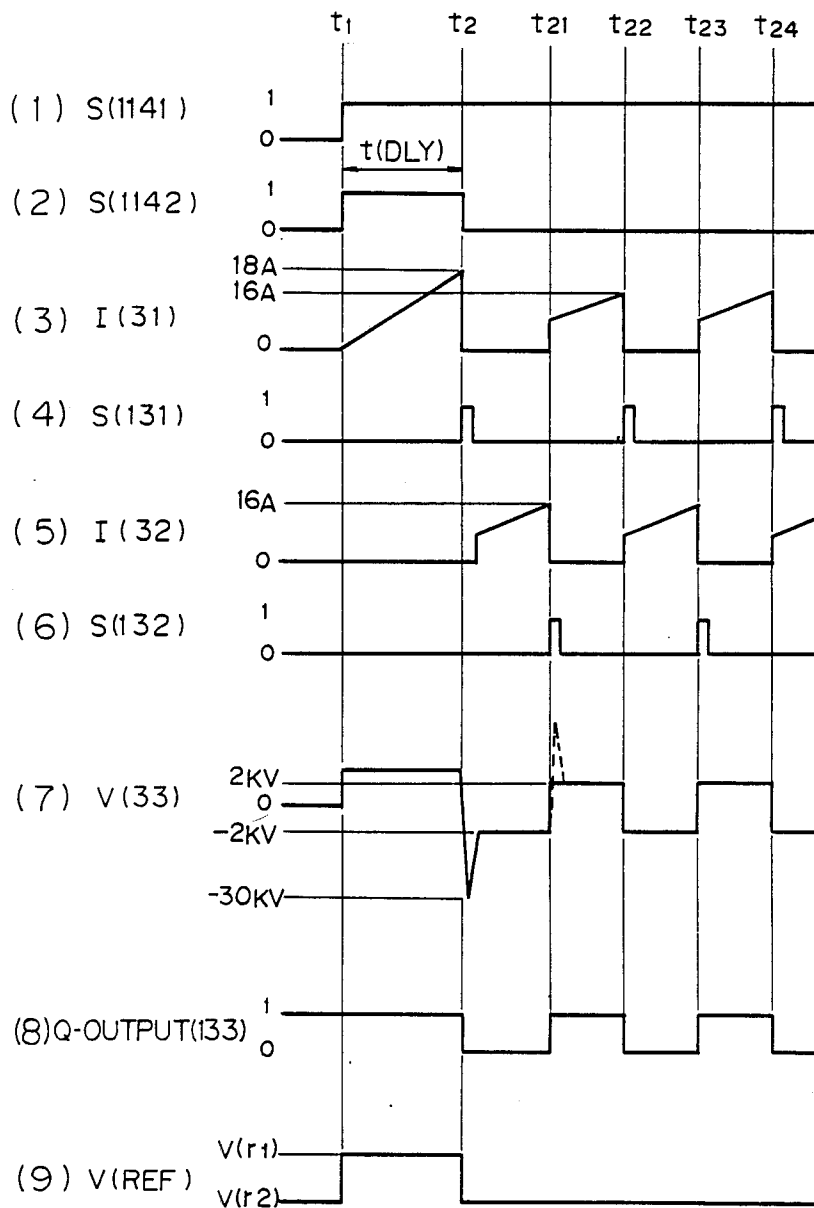 t1 t2 t21 t22 t23 t24
(1) S(1141) 1
0
t(DLY)
(2) S(1142) 1
0
18A
16A
(3) I(31)
0
(4) S(131) 1
0
16A
(5) I(32)
0
1
(6) S(132)
0
2KV
(7) V(33) 0
-2KV
-30KV
1
(8) Q-OUTPUT(133)
0
V(r1)
(9) V(REF)
V(r2)